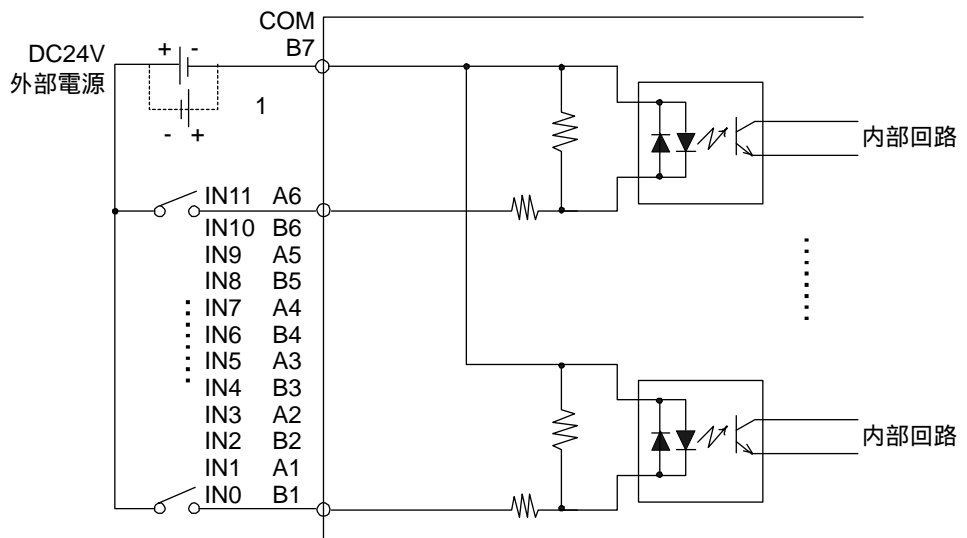 COM
B7
DC24V
外部電源
+ -
1
- +
内部回路
IN11 A6
IN10 B6
IN9 A5
IN8 B5
IN7 A4
IN6 B4
IN5 A3
IN4 B3
IN3 A2
IN2 B2
IN1 A1
IN0 B1
内部回路